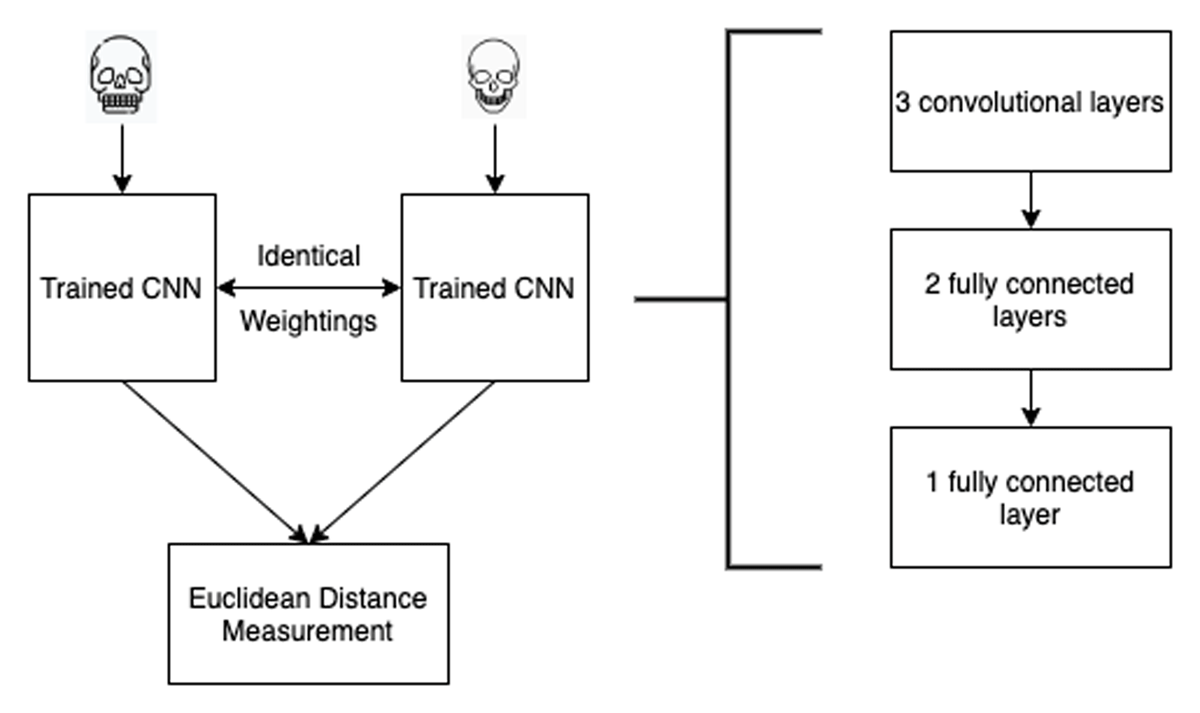 Trained CNN
Identical
Weightings
Trained CNN
Euclidean Distance
Measurement
3 convolutional layers
2 fully connected
layers
1 fully connected
layer